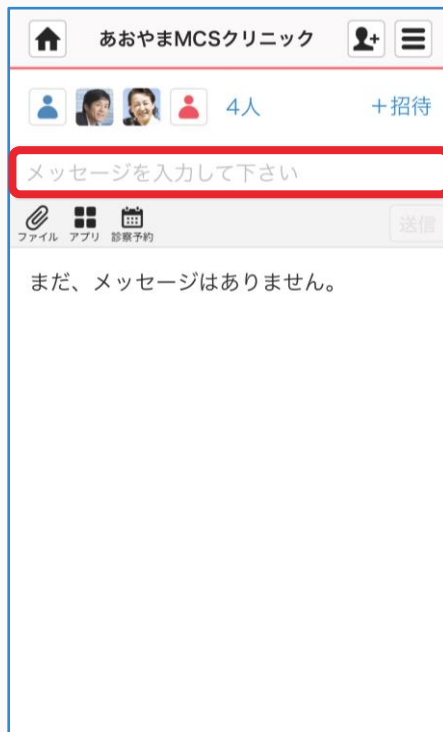 あおやまMCSクリニック
4人 +招待
メッセージを入力して下さい
ファイル アプリ 診察予約 送信
まだ、メッセージはありません。